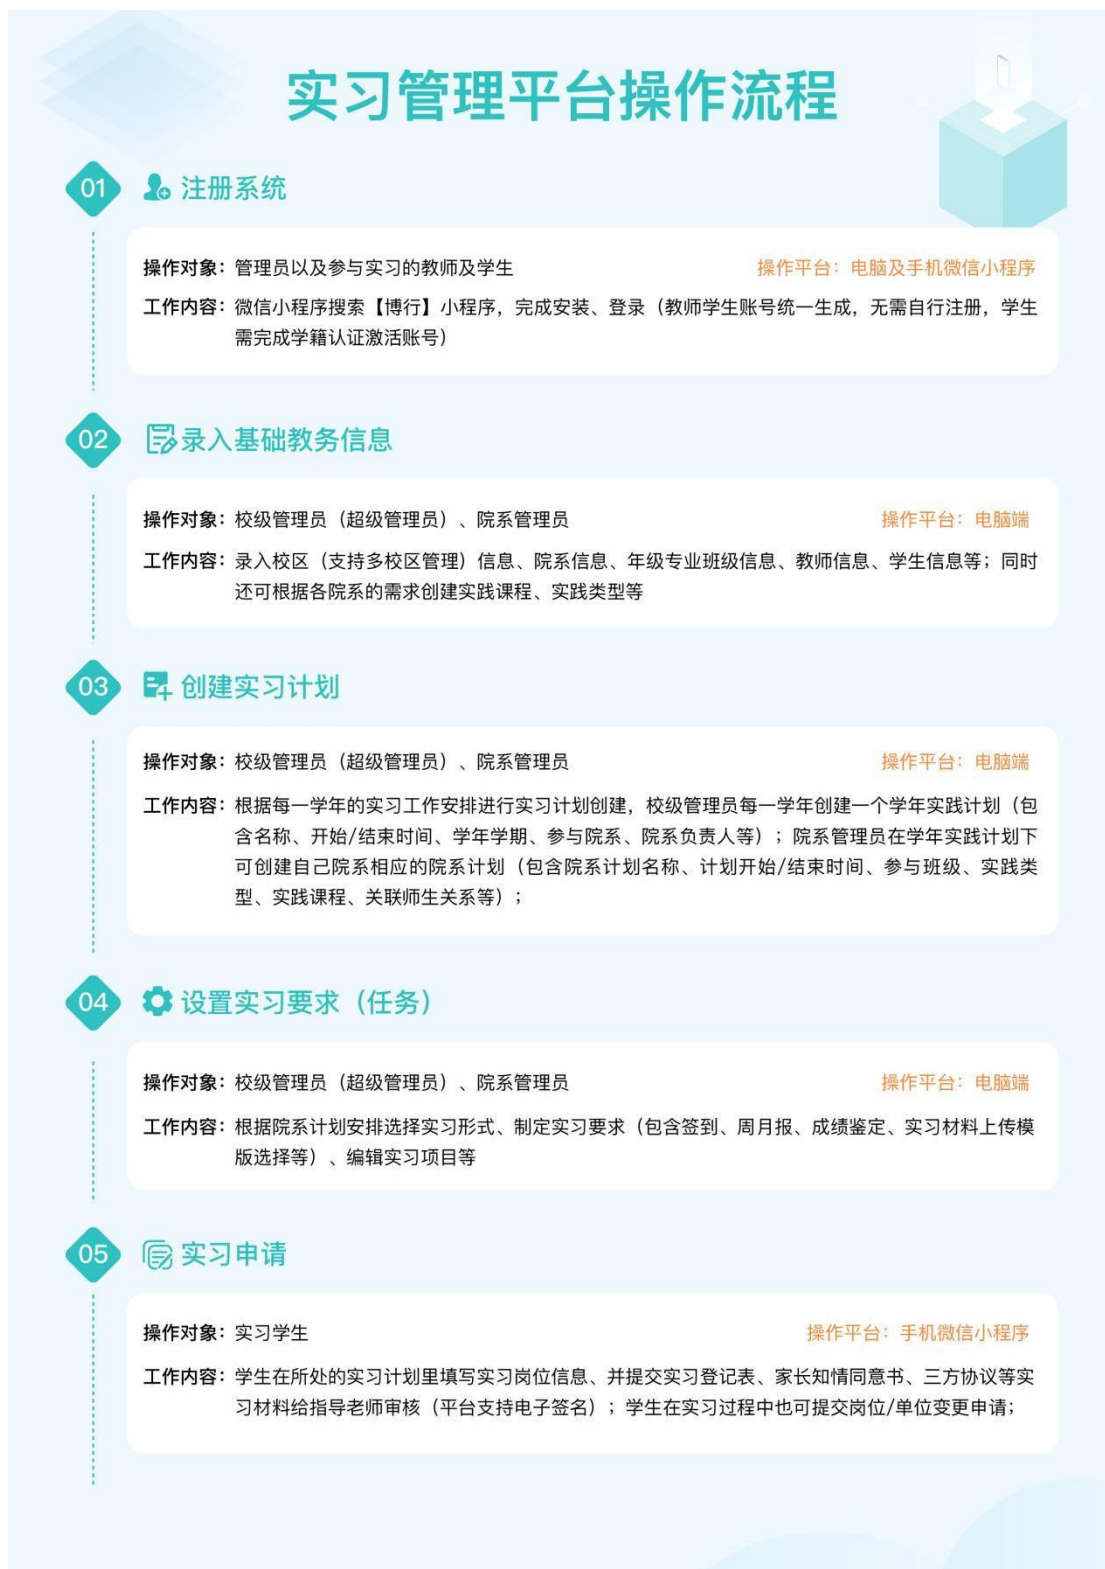 实习管理平台操作流程
01 注册系统
操作对象：管理员以及参与实习的教师及学生 操作平台：电脑及手机微信小程序
工作内容：微信小程序搜索【博行】小程序，完成安装、登录（教师学生账号统一生成，无需自行注册，学生
需完成学籍认证激活账号）
02 录入基础教务信息
操作对象：校级管理员（超级管理员）、院系管理员 操作平台：电脑端
工作内容：录入校区（支持多校区管理）信息、院系信息、年级专业班级信息、教师信息、学生信息等；同时
还可根据各院系的需求创建实践课程、实践类型等
03 创建实习计划
操作对象：校级管理员（超级管理员）、院系管理员 操作平台：电脑端
工作内容：根据每一学年的实习工作安排进行实习计划创建，校级管理员每一学年创建一个学年实践计划（包
含名称、开始/结束时间、学年学期、参与院系、院系负责人等）；院系管理员在学年实践计划下
可创建自己院系相应的院系计划（包含院系计划名称、计划开始/结束时间、参与班级、实践类
型、实践课程、关联师生关系等）；
04 设置实习要求（任务）
操作对象：校级管理员（超级管理员）、院系管理员 操作平台：电脑端
工作内容：根据院系计划安排选择实习形式、制定实习要求（包含签到、周月报、成绩鉴定、实习材料上传模
版选择等）、编辑实习项目等
05 实习申请
操作对象：实习学生 操作平台：手机微信小程序
工作内容：学生在所处的实习计划里填写实习岗位信息、并提交实习登记表、家长知情同意书、三方协议等实
习材料给指导老师审核（平台支持电子签名）；学生在实习过程中也可提交岗位/单位变更申请；